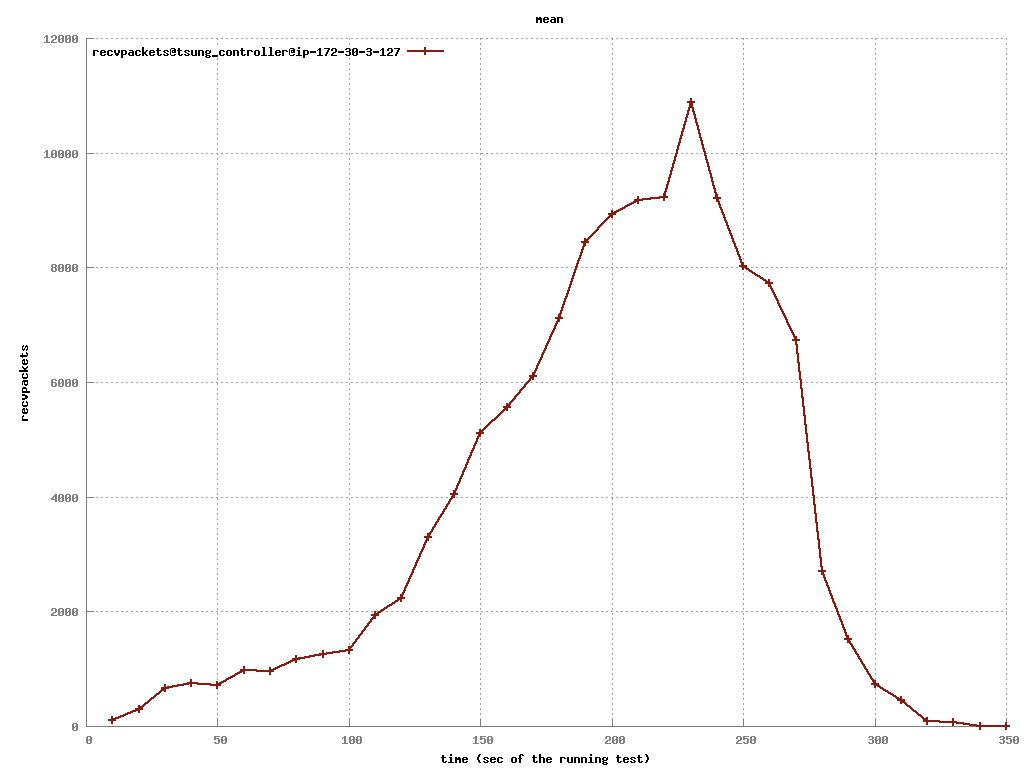 mean
12000
recvpackets@tsung_controller@ip-172-30-3-127
10000
8000
6000
4000
2000
0
recvpackets
0 50 100 150 200 250 300 350
time (sec of the running test)